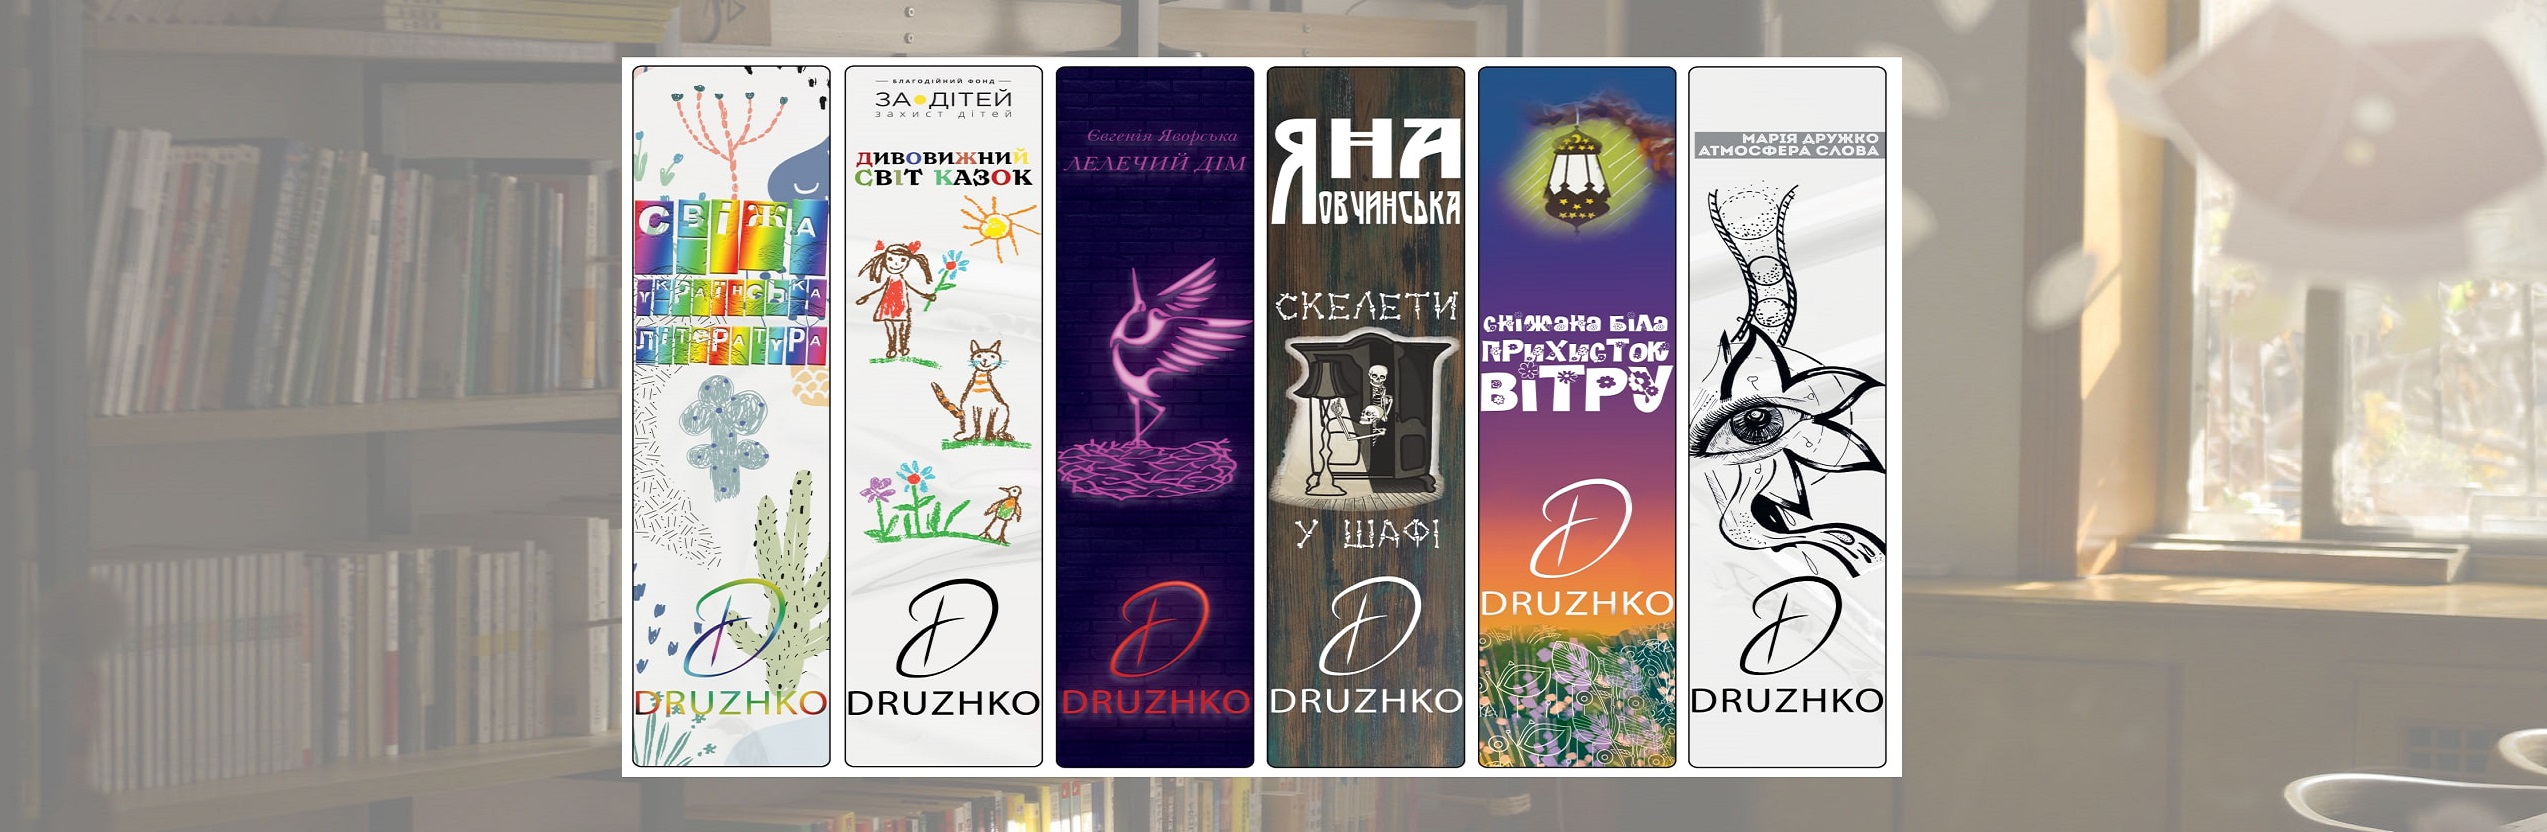 СВІЖА
УКРАЇНСЬКА
ЛІТЕРАТУРА
DRUZHKO
БЛАГОДІЙНИЙ ФОНД
ЗА ДІТЕЙ
захист дітей
ДИВОВИЖНИЙ
СВІТ КАЗОК
DRUZHKO
Євгенія Яворська
ЛЕЛЕЧИЙ ДІМ
DRUZHKO
ЯНА
ЯОВЧИНСЬКА
СКЕЛЕТИ
У ШАФІ
DRUZHKO
СНІЖАНА БІЛА
ПРИХИСТОК
ВІТРУ
DRUZHKO
МАРІЯ ДРУЖКО
АТМОСФЕРА СЛОВА
DRUZHKO